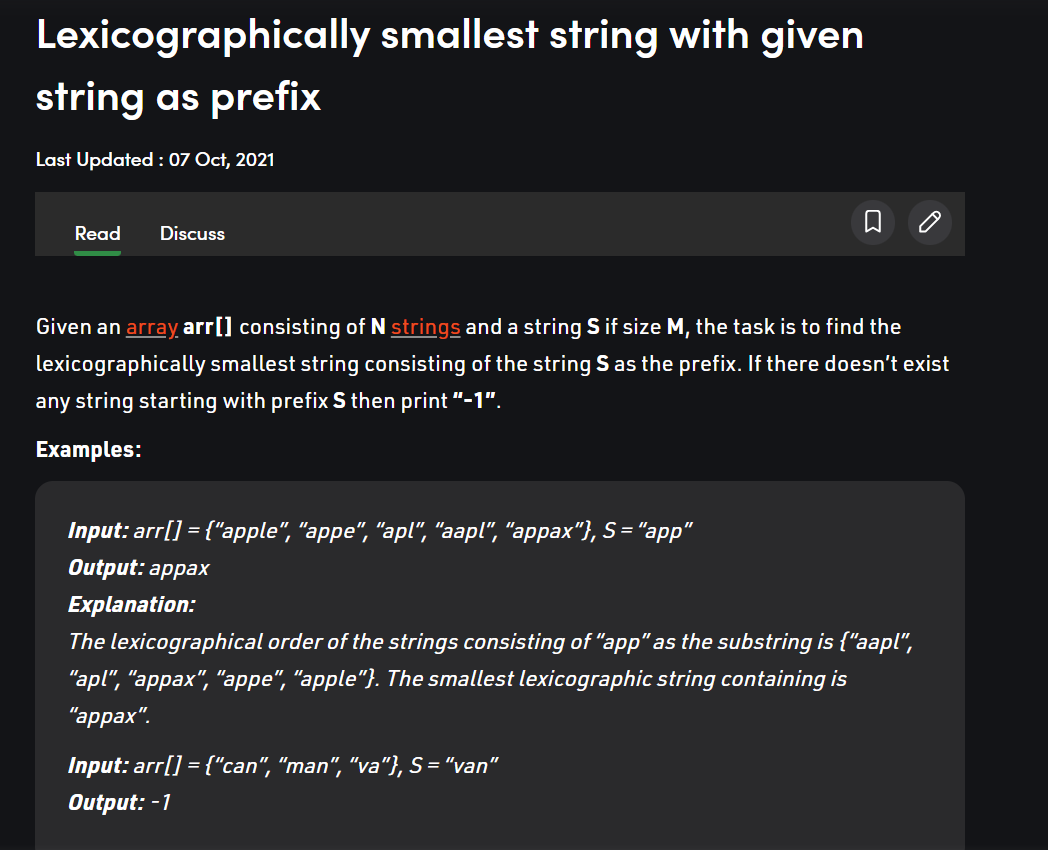 Lexicographically smallest string with given
string as prefix
Last Updated : 07 Oct, 2021
Read Discuss
Given an array arr[] consisting of N strings and a string S if size M, the task is to find the
lexicographically smallest string consisting of the string S as the prefix. If there doesn’t exist
any string starting with prefix S then print “-1”.
Examples:
Input: arr[] = {“apple”, “appe”, “apl”, “aapl”, “appax”}, S = “app”
Output: appax
Explanation:
The lexicographical order of the strings consisting of “app” as the substring is {“aapl”,
“apl”, “appax”, “appe”, “apple”}. The smallest lexicographic string containing is
“appax”.
Input: arr[] = {“can”, “man”, “va”}, S = “van”
Output: -1